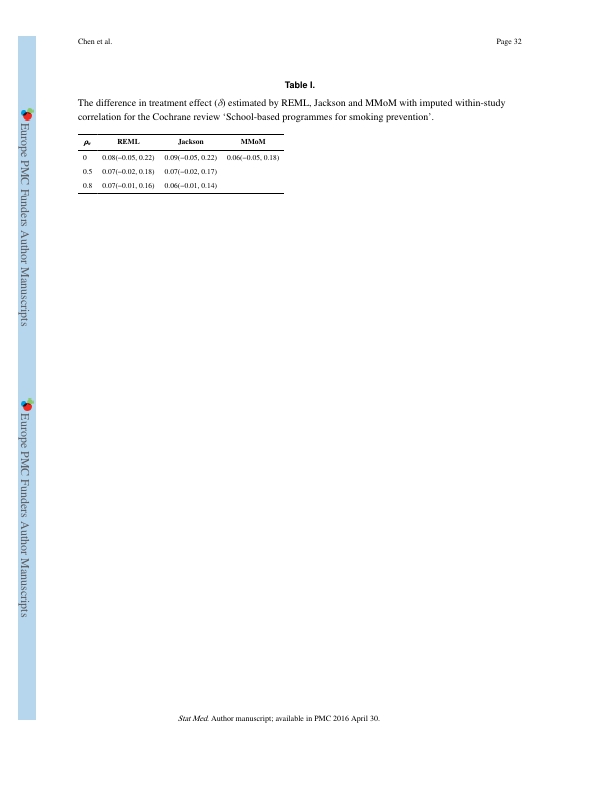 Chen et al. Page 32
Table I.
The difference in treatment effect (δ) estimated by REML, Jackson and MMoM with imputed within-study
correlation for the Cochrane review ‘School-based programmes for smoking prevention’.
ρₛ REML Jackson MMoM
0 0.08(–0.05, 0.22) 0.09(–0.05, 0.22) 0.06(–0.05, 0.18)
0.5 0.07(–0.02, 0.18) 0.07(–0.02, 0.17)
0.8 0.07(–0.01, 0.16) 0.06(–0.01, 0.14)
Europe PMC Funders Author Manuscripts
Europe PMC Funders Author Manuscripts
Stat Med. Author manuscript; available in PMC 2016 April 30.